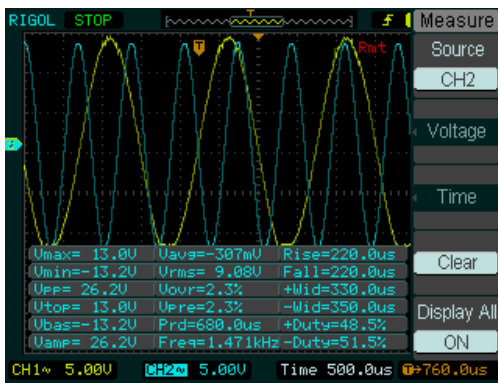 RIGOL STOP
T
T
Rmt
Measure
Source
CH2
Voltage
Time
Clear
Display All
ON
Vmax= 13.0V Vavg=-307mV Rise=220.0us
Vmin=-13.2V Vrms= 9.08V Fall=220.0us
Vpp= 26.2V Vovr=2.3% +Wid=330.0us
Vtop= 13.0V Vpre=2.3% -Wid=350.0us
Vbas=-13.2V Prd=680.0us +Duty=48.5%
Vamp= 26.2V Freq=1.471kHz -Duty=51.5%
CH1~ 5.00V CH2~ 5.00V Time 500.0us T→760.0us